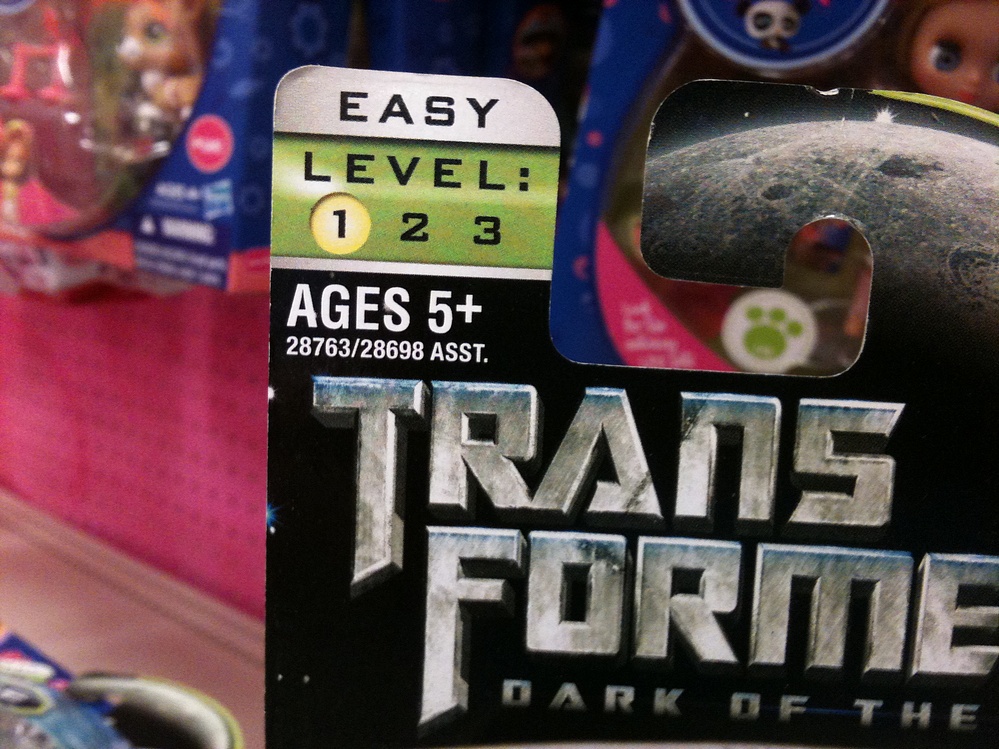 EASY
LEVEL:
1 2 3
AGES 5+
28763/28698 ASST.
TRANS
FORME
DARK OF THE
WARNING